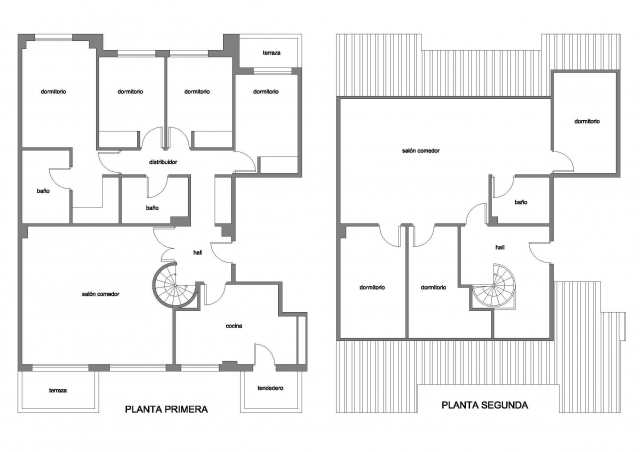 terraza
dormitorio
dormitorio
dormitorio
dormitorio
distribuidor
baño
baño
hall
salón comedor
cocina
terraza
tendedero
PLANTA PRIMERA
dormitorio
salón comedor
baño
hall
dormitorio
dormitorio
PLANTA SEGUNDA